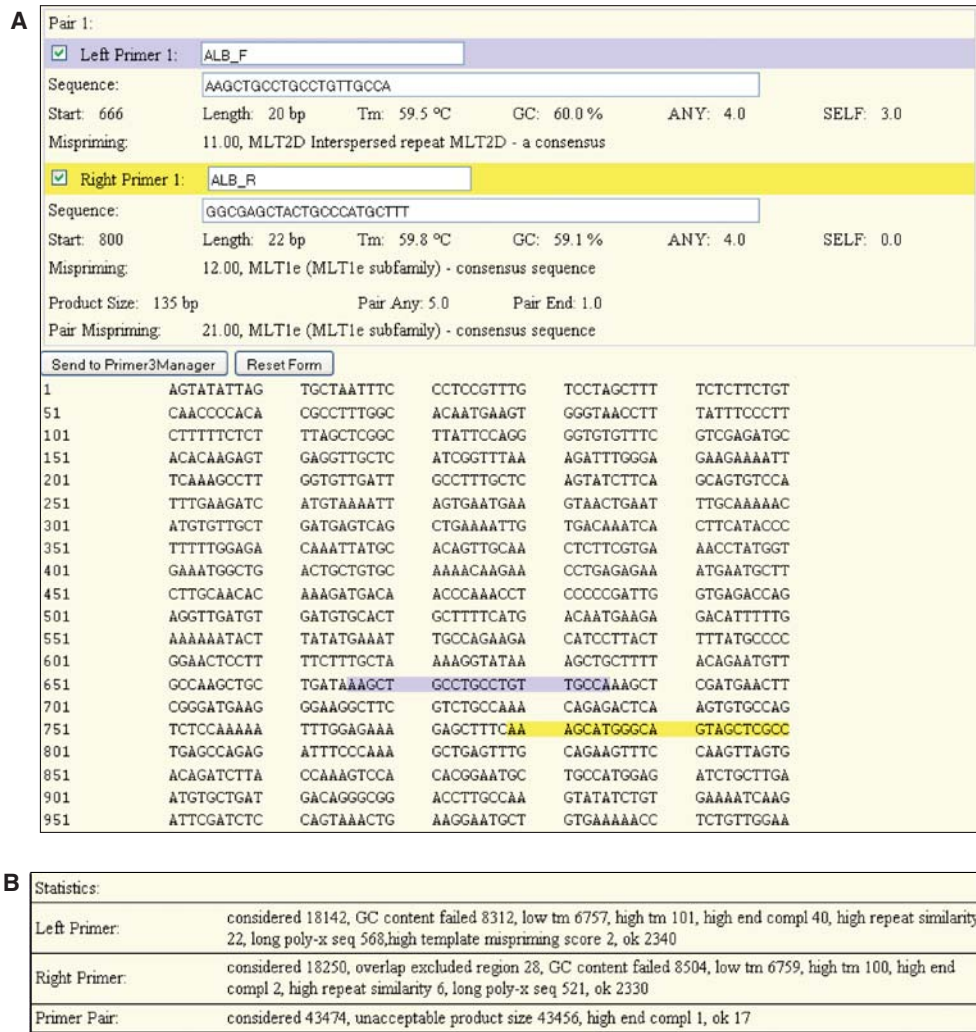 A
Pair 1:
Left Primer 1: ALB_F
Sequence: AAGCTGCCTGCCTGTTGCCA
Start: 666 Length: 20 bp Tm: 59.5 °C GC: 60.0 % ANY: 4.0 SELF: 3.0
Mispriming: 11.00, MLT2D Interspersed repeat MLT2D - a consensus
Right Primer 1: ALB_R
Sequence: GGCGAGCTACTGCCCATGCTTT
Start: 800 Length: 22 bp Tm: 59.8 °C GC: 59.1 % ANY: 4.0 SELF: 0.0
Mispriming: 12.00, MLT1e (MLT1e subfamily) - consensus sequence
Product Size: 135 bp Pair Any: 5.0 Pair End: 1.0
Pair Mispriming: 21.00, MLT1e (MLT1e subfamily) - consensus sequence
Send to Primer3Manager Reset Form
1 AGTATATTAG TGCTAATTTC CCTCCGTTTG TCCTAGCTTT TCTCTTCTGT
51 CAACCCCACA CGCCTTTGGC ACAATGAAGT GGGTAACCTT TATTTCCCTT
101 CTTTTTCTCT TTAGCTCGGC TTATTCCAGG GGTGTGTTTC GTCGAGATGC
151 ACACAAGAGT GAGGTTGCTC ATCGGTTTAA AGATTTGGGA GAAGAAAATT
201 TCAAAGCCTT GGTGTTGATT GCCTTTGCTC AGTATCTTCA GCAGTGTCCA
251 TTTGAAGATC ATGTAAAATT AGTGAATGAA GTAACTGAAT TTGCAAAAAC
301 ATGTGTTGCT GATGAGTCAG CTGAAAATTG TGACAAATCA CTTCATACCC
351 TTTTTGGAGA CAAATTATGC ACAGTTGCAA CTCTTCGTGA AACCTATGGT
401 GAAATGGCTG ACTGCTGTGC AAAACAAGAA CCTGAGAGAA ATGAATGCTT
451 CTTGCAACAC AAAGATGACA ACCCAAACCT CCCCCGATTG GTGAGACCAG
501 AGGTTGATGT GATGTGCACT GCTTTTCATG ACAATGAAGA GACATTTTTG
551 AAAAAATACT TATATGAAAT TGCCAGAAGA CATCCTTACT TTTATGCCCC
601 GGAACTCCTT TTCTTTGCTA AAAGGTATAA AGCTGCTTTT ACAGAATGTT
651 GCCAAGCTGC TGATAAAGCT GCCTGCCTGT TGCCAAAGCT CGATGAACTT
701 CGGGATGAAG GGAAGGCTTC GTCTGCCAAA CAGAGACTCA AGTGTGCCAG
751 TCTCCAAAAA TTTGGAGAAA GAGCTTTCAA AGCATGGGCA GTAGCTCGCC
801 TGAGCCAGAG ATTTCCCAAA GCTGAGTTTG CAGAAGTTTC CAAGTTAGTG
851 ACAGATCTTA CCAAAGTCCA CACGGAATGC TGCCATGGAG ATCTGCTTGA
901 ATGTGCTGAT GACAGGGCGG ACCTTGCCAA GTATATCTGT GAAAATCAAG
951 ATTCGATCTC CAGTAAACTG AAGGAATGCT GTGAAAAACC TCTGTTGGAA
B
Statistics:
Left Primer: considered 18142, GC content failed 8312, low tm 6757, high tm 101, high end compl 40, high repeat similarity
22, long poly-x seq 568,high template mispriming score 2, ok 2340
Right Primer: considered 18250, overlap excluded region 28, GC content failed 8504, low tm 6759, high tm 100, high end
compl 2, high repeat similarity 6, long poly-x seq 521, ok 2330
Primer Pair: considered 43474, unacceptable product size 43456, high end compl 1, ok 17